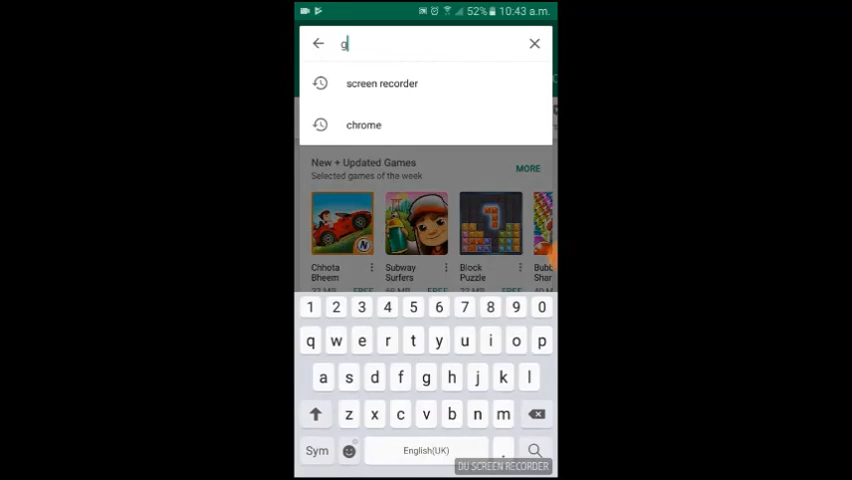 52% 10:43 a.m.
g
screen recorder
chrome
New + Updated Games
Selected games of the week
MORE
Chhota Bheem
Subway Surfers
Block Puzzle
Bub
Shar
FREE
FREE
FREE
1 2 3 4 5 6 7 8 9 0
q w e r t y u i o p
a s d f g h j k l
z x c v b n m
Sym English(UK) .
DU SCREEN RECORDER